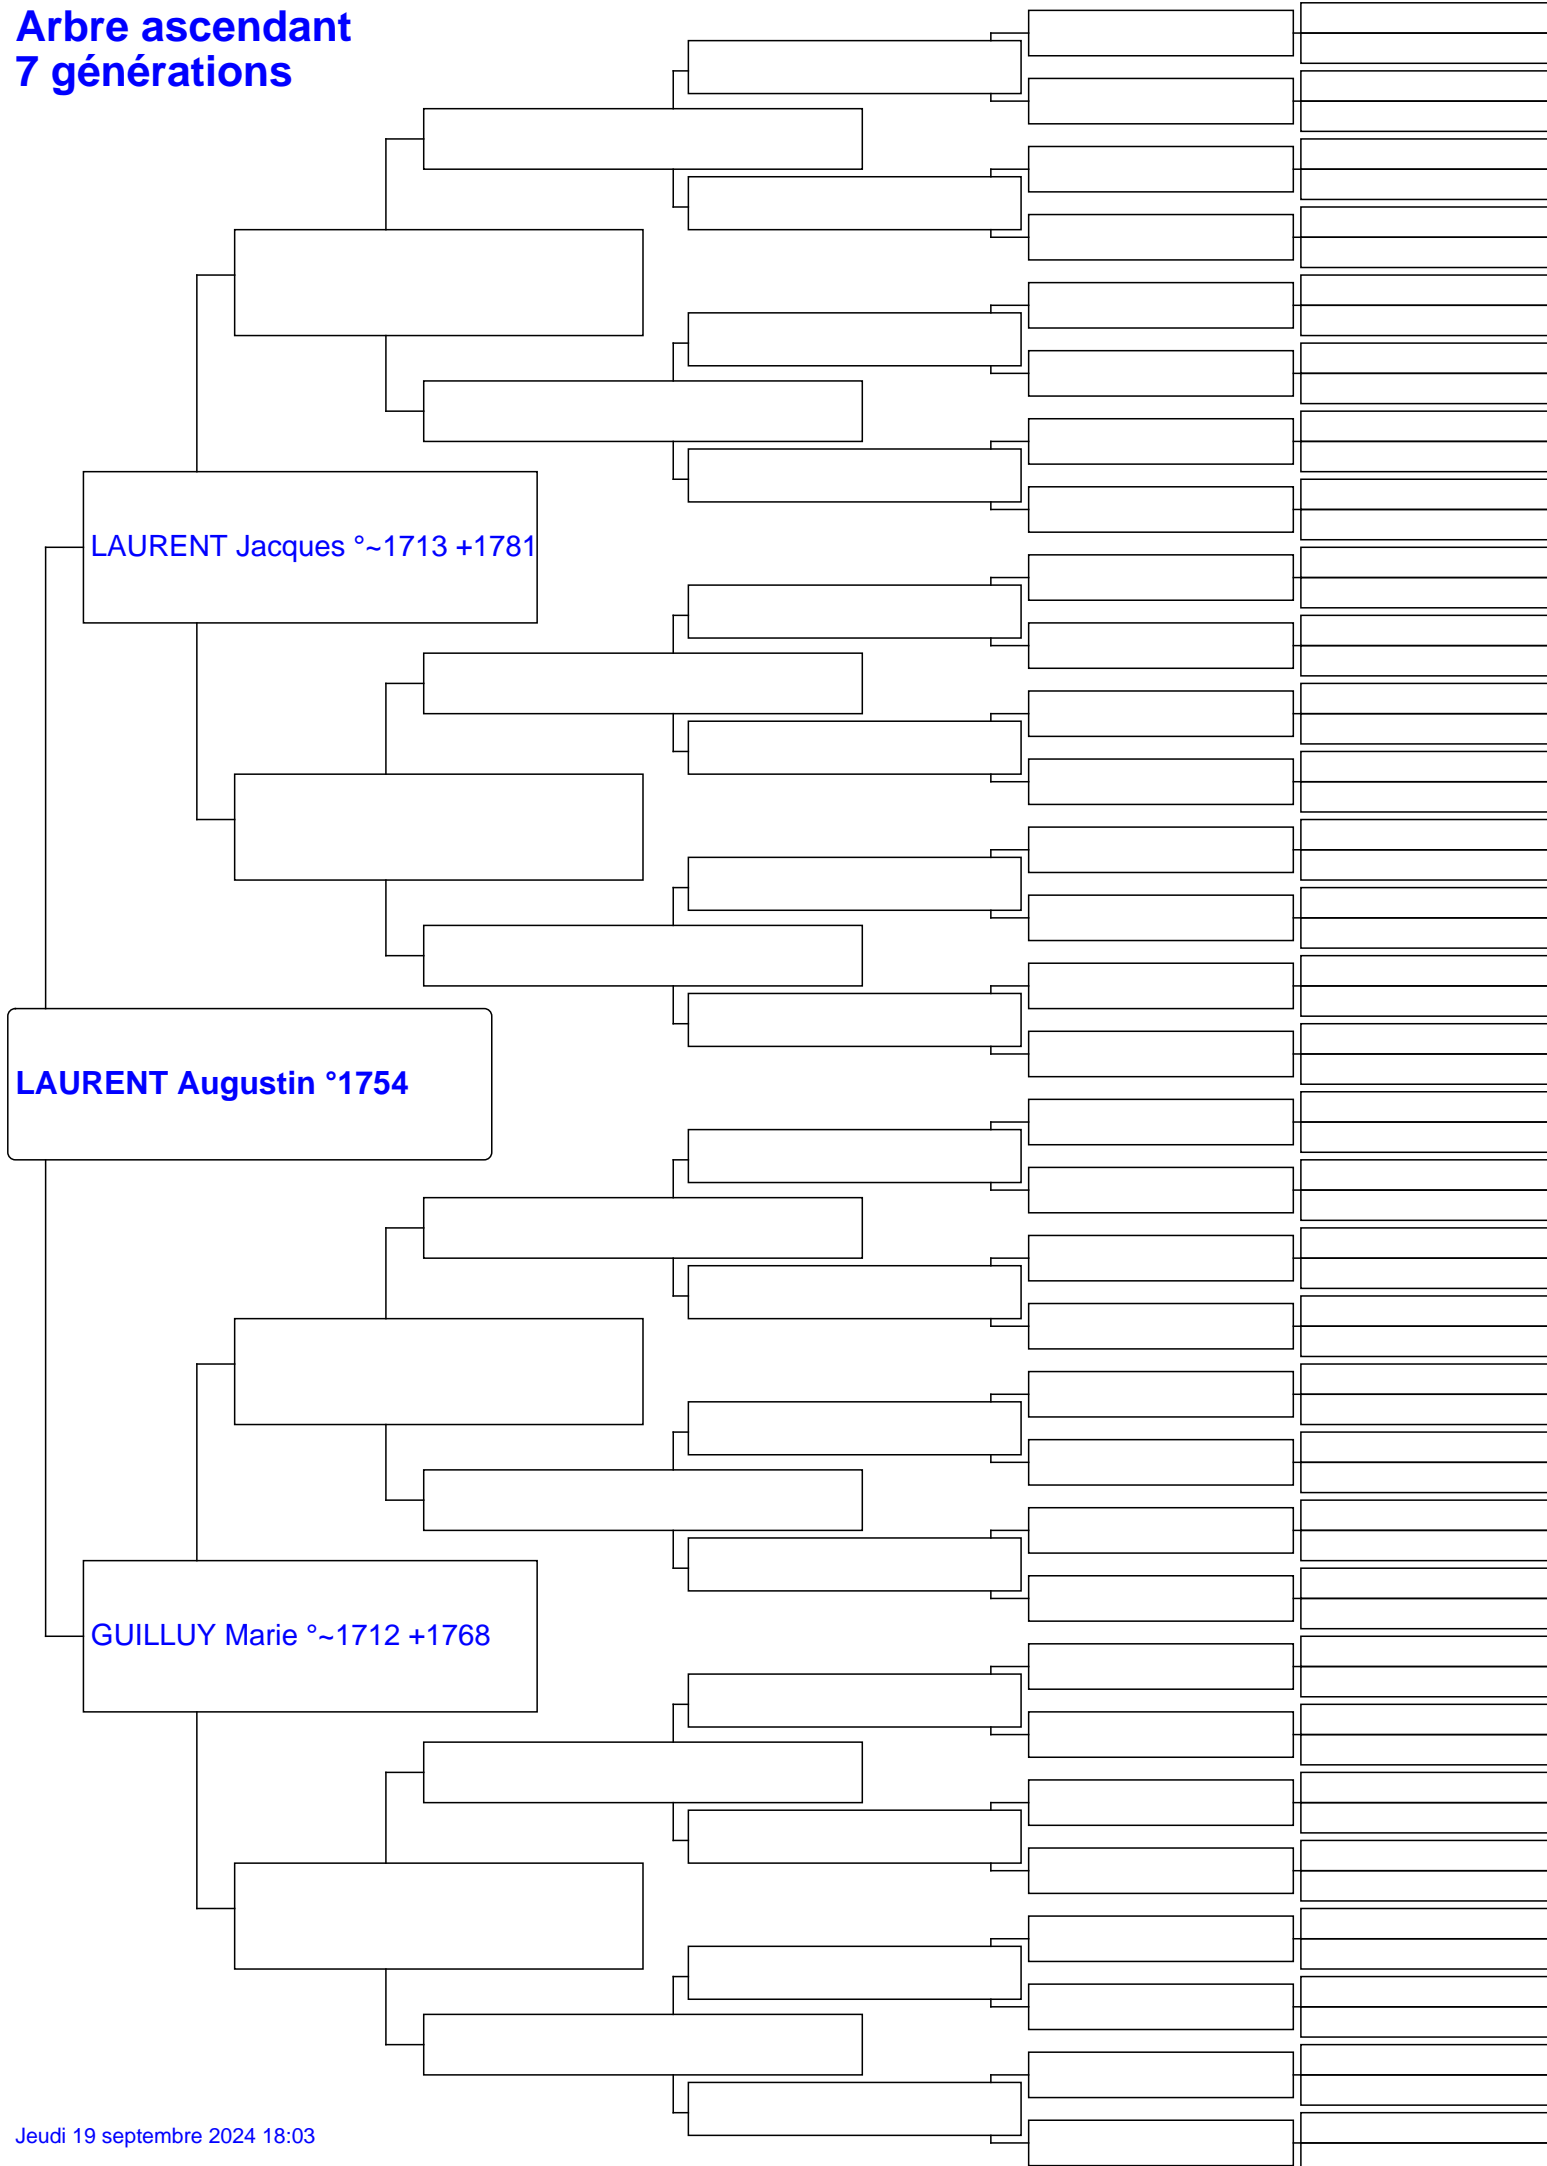 Arbre ascendant
7 générations
LAURENT Jacques °~1713 +1781
LAURENT Augustin °1754
GUILLUY Marie °~1712 +1768
Jeudi 19 septembre 2024 18:03